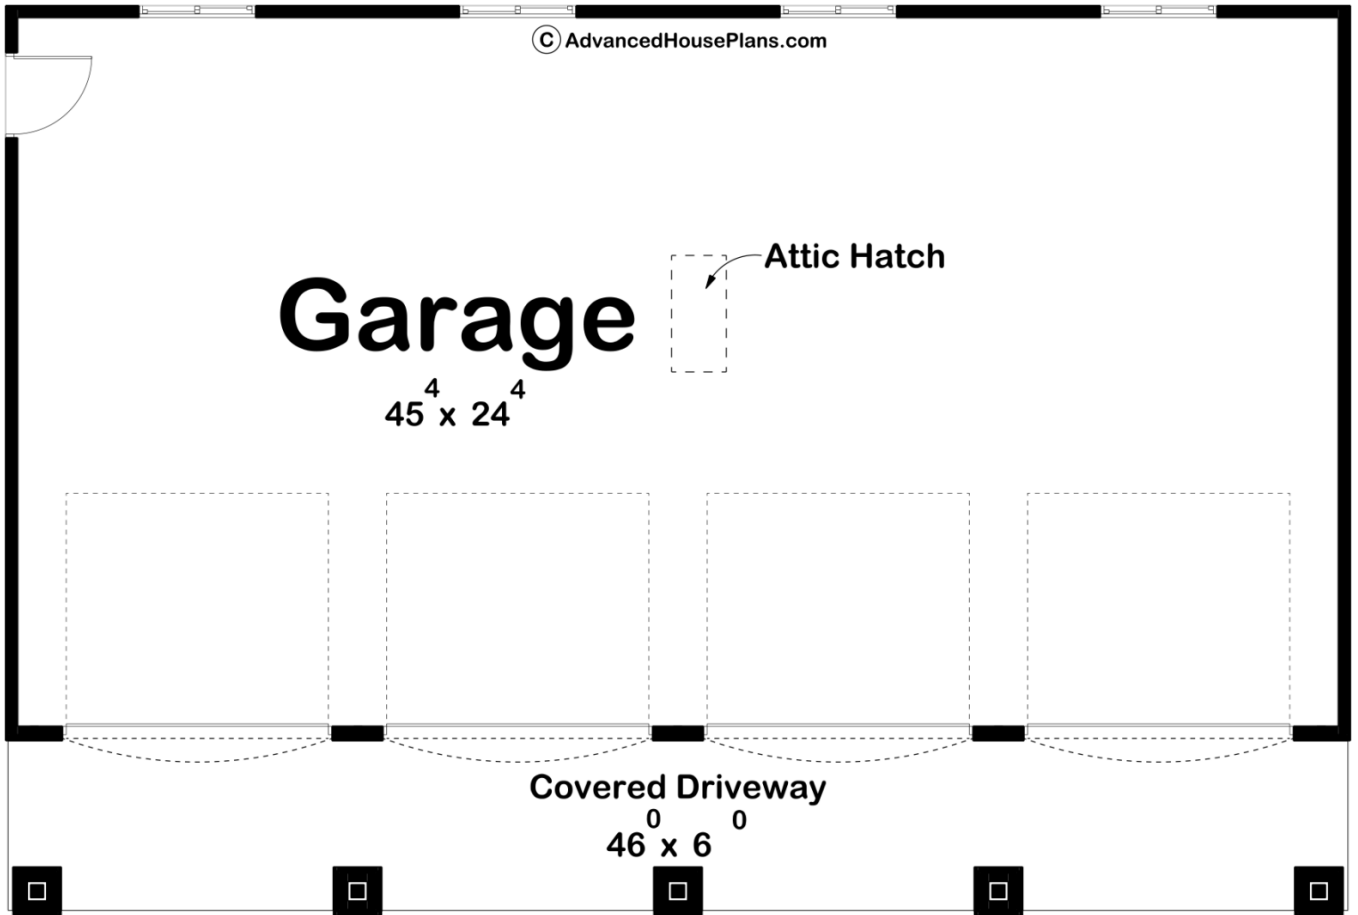 © AdvancedHousePlans.com
Attic Hatch
Garage
45⁴ x 24⁴
Covered Driveway
46⁰ x 6⁰